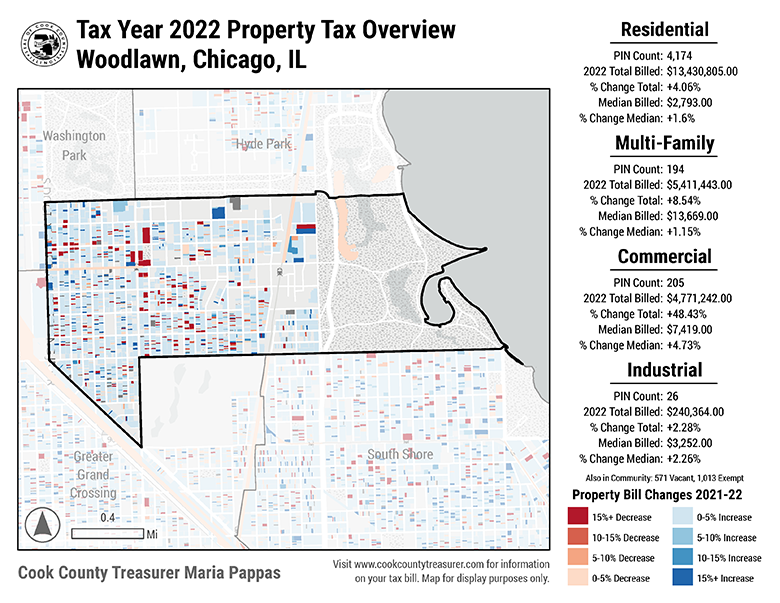 Tax Year 2022 Property Tax Overview
Woodlawn, Chicago, IL
Washington
Park
Hyde Park
Greater
Grand
Crossing
South Shore
0.4
Mi
Cook County Treasurer Maria Pappas
Visit www.cookcountytreasurer.com for information
on your tax bill. Map for display purposes only.
Residential
PIN Count: 4,174
2022 Total Billed: $13,430,805.00
% Change Total: +4.06%
Median Billed: $2,793.00
% Change Median: +1.6%
Multi-Family
PIN Count: 194
2022 Total Billed: $5,411,443.00
% Change Total: +8.54%
Median Billed: $13,669.00
% Change Median: +1.15%
Commercial
PIN Count: 205
2022 Total Billed: $4,771,242.00
% Change Total: +48.43%
Median Billed: $7,419.00
% Change Median: +4.73%
Industrial
PIN Count: 26
2022 Total Billed: $240,364.00
% Change Total: +2.28%
Median Billed: $3,252.00
% Change Median: +2.26%
Also in Community: 571 Vacant, 1,013 Exempt
Property Bill Changes 2021-22
15%+ Decrease
10-15% Decrease
5-10% Decrease
0-5% Decrease
0-5% Increase
5-10% Increase
10-15% Increase
15%+ Increase